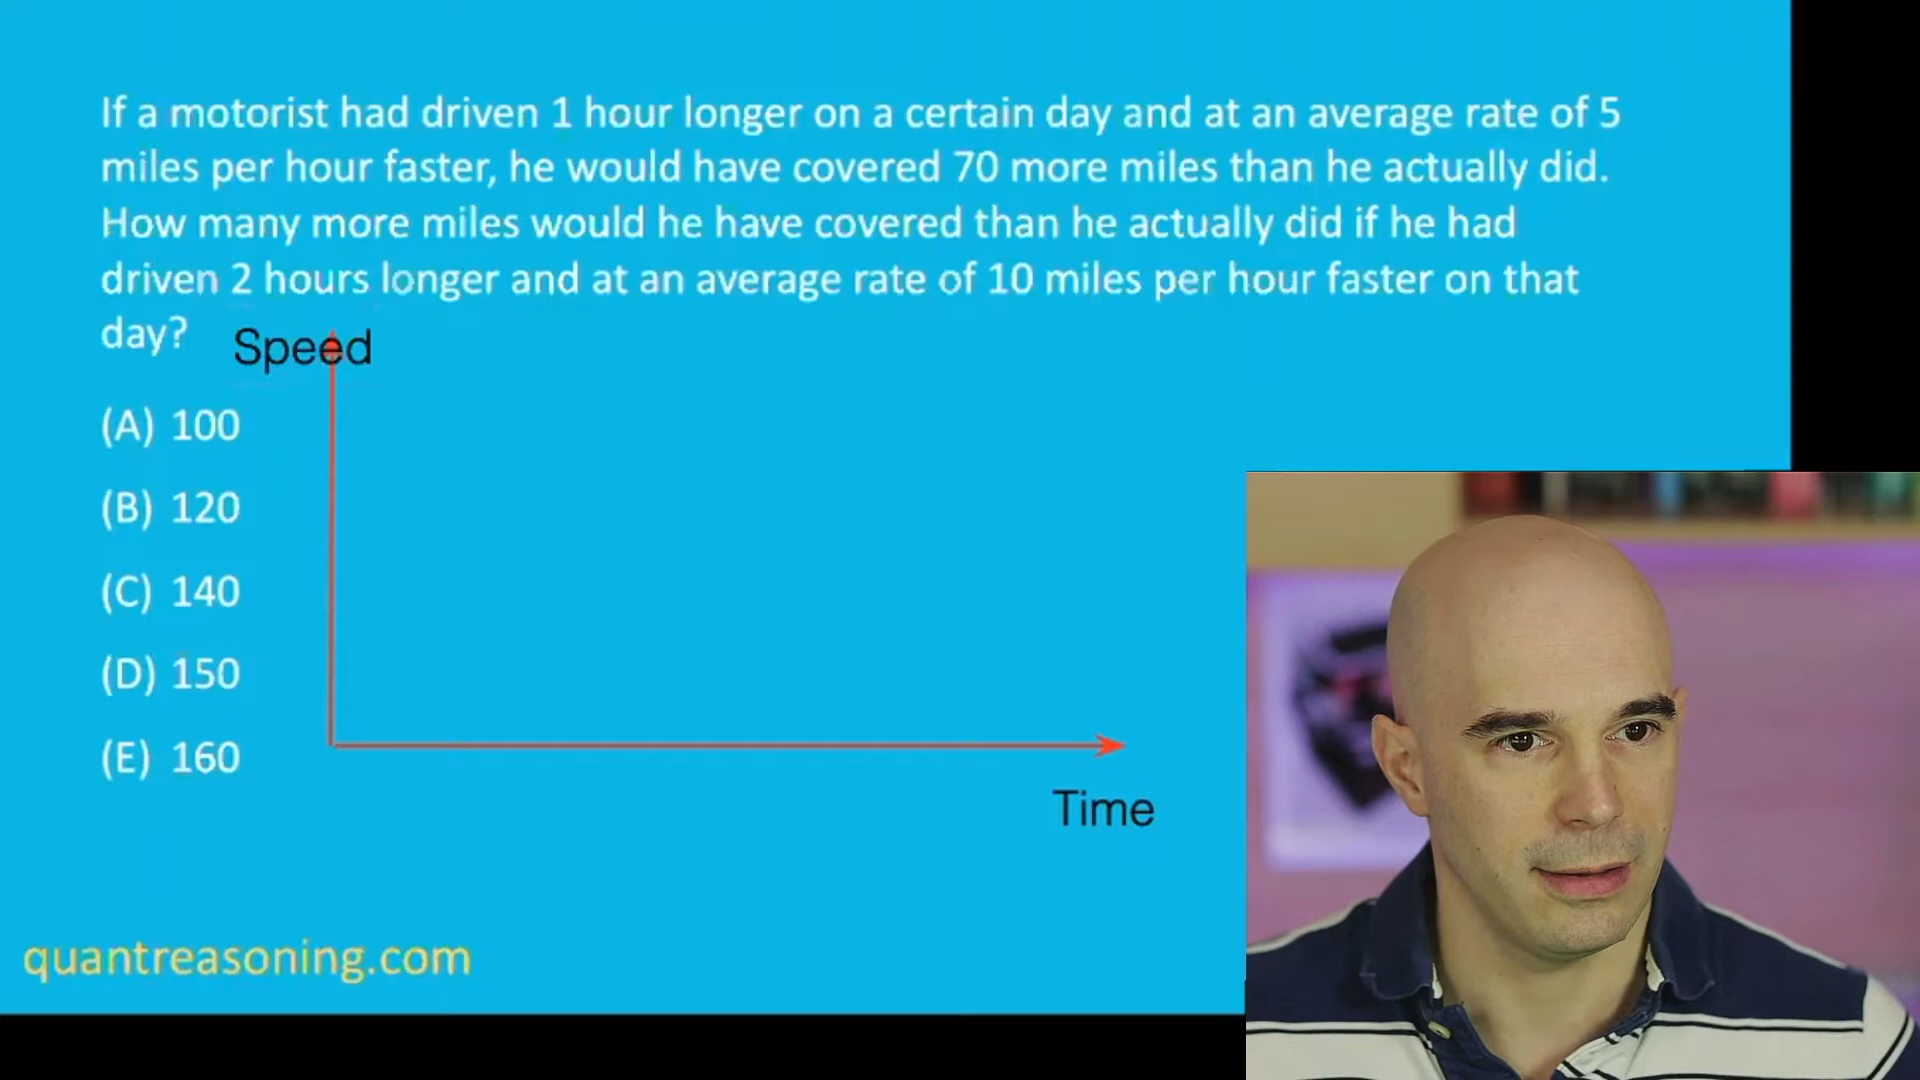 If a motorist had driven 1 hour longer on a certain day and at an average rate of 5
miles per hour faster, he would have covered 70 more miles than he actually did.
How many more miles would he have covered than he actually did if he had
driven 2 hours longer and at an average rate of 10 miles per hour faster on that
day?
Speed
(A) 100
(B) 120
(C) 140
(D) 150
(E) 160
Time
quantreasoning.com